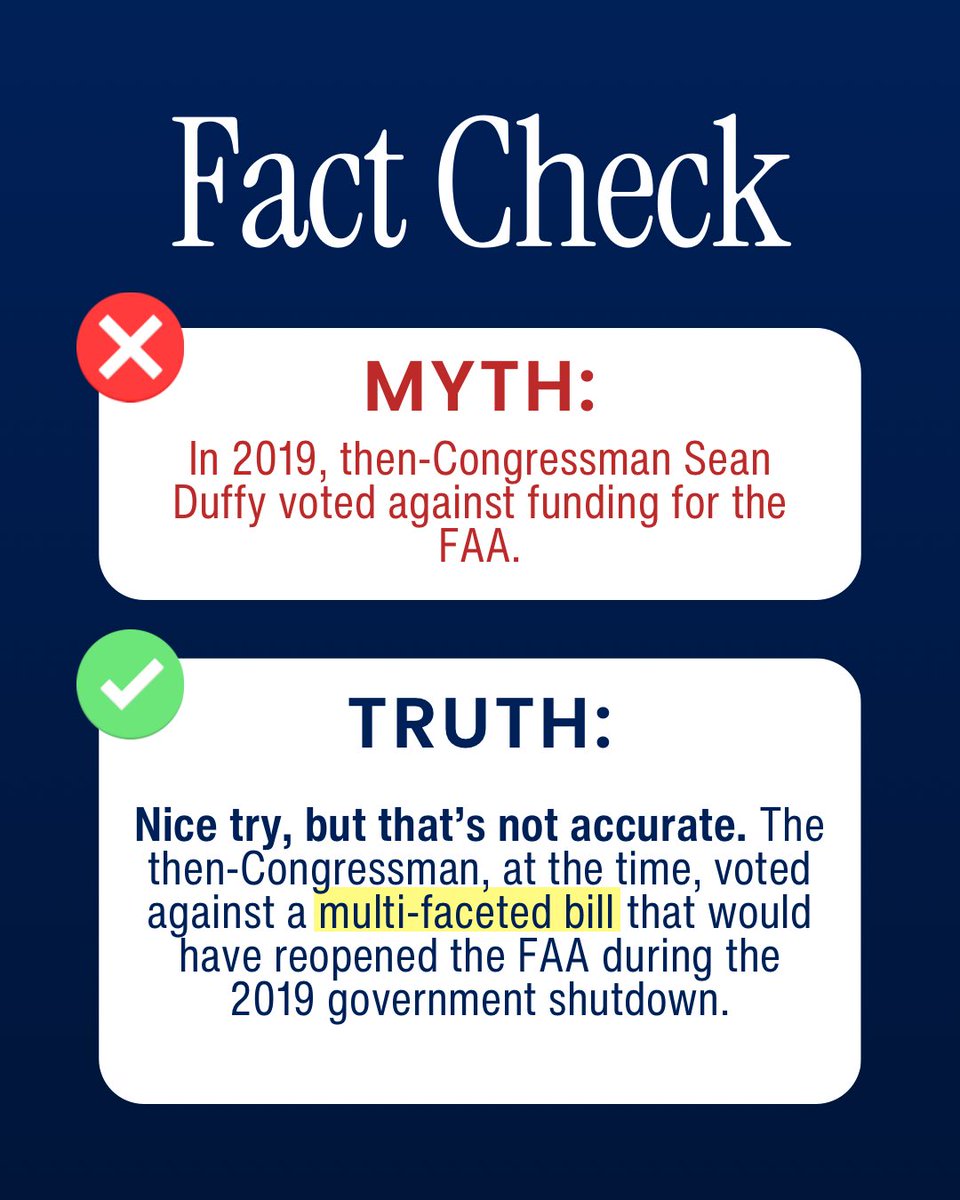 Fact Check
MYTH:
In 2019, then-Congressman Sean
Duffy voted against funding for the
FAA.
TRUTH:
Nice try, but that’s not accurate. The
then-Congressman, at the time, voted
against a multi-faceted bill that would
have reopened the FAA during the
2019 government shutdown.